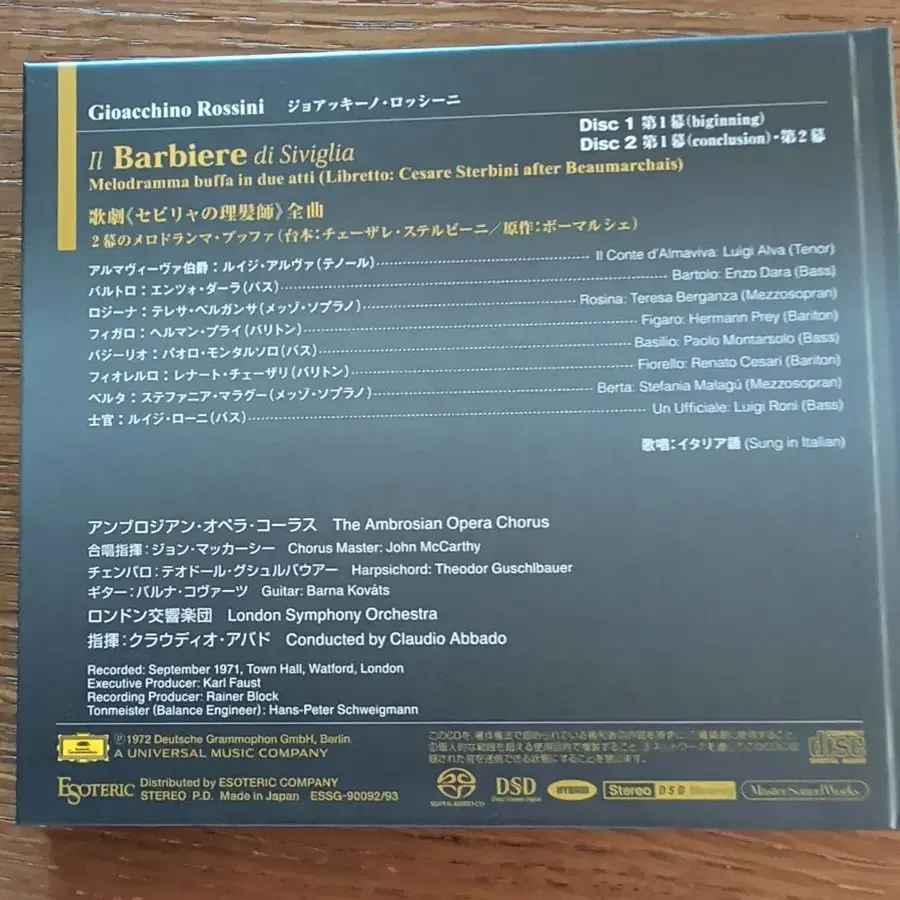 Gioacchino Rossini ジョアッキーノ・ロッシーニ
Disc 1 第1幕(biginning)
Disc 2 第1幕(conclusion)・第2幕
Il Barbiere di Siviglia
Melodramma buffa in due atti (Libretto: Cesare Sterbini after Beaumarchais)
歌劇《セビリャの理髪師》全曲
2幕のメロドランマ・ブッファ(台本:チェーザレ・ステルビーニ/原作:ボーマルシェ)
アルマヴィーヴァ伯爵:ルイジ・アルヴァ(テノール) Il Conte d'Almaviva: Luigi Alva (Tenor)
バルトロ:エンツォ・ダーラ(バス) Bartolo: Enzo Dara (Bass)
ロジーナ:テレサ・ベルガンサ(メッゾ・ソプラノ) Rosina: Teresa Berganza (Mezzosopran)
フィガロ:ヘルマン・プライ(バリトン) Figaro: Hermann Prey (Bariton)
バジーリオ:パオロ・モンタルソロ(バス) Basilio: Paolo Montarsolo (Bass)
フィオレルロ:レナート・チェーザリ(バリトン) Fiorello: Renato Cesari (Bariton)
ベルタ:ステファニア・マラグー(メッゾ・ソプラノ) Berta: Stefania Malagú (Mezzosopran)
士官:ルイジ・ローニ(バス) Un Ufficiale: Luigi Roni (Bass)
歌唱:イタリア語 (Sung in Italian)
アンブロジアン・オペラ・コーラス The Ambrosian Opera Chorus
合唱指揮:ジョン・マッカーシー Chorus Master: John McCarthy
チェンバロ:テオドール・グシュルバウアー Harpsichord: Theodor Guschlbauer
ギター:バルナ・コヴァーツ Guitar: Barna Kováts
ロンドン交響楽団 London Symphony Orchestra
指揮:クラウディオ・アバド Conducted by Claudio Abbado
Recorded: September 1971, Town Hall, Watford, London
Executive Producer: Karl Faust
Recording Producer: Rainer Block
Tonmeister (Balance Engineer): Hans-Peter Schweigmann
℗1972 Deutsche Grammophon GmbH, Berlin
A UNIVERSAL MUSIC COMPANY
disc
DIGITAL AUDIO
ESOTERIC Distributed by ESOTERIC COMPANY
STEREO P.D. Made in Japan ESSG-90092/93
SUPER AUDIO CD
DSD
Direct Stream Digital
HYBRID
Stereo DSD Mastering
MasterSoundWorks